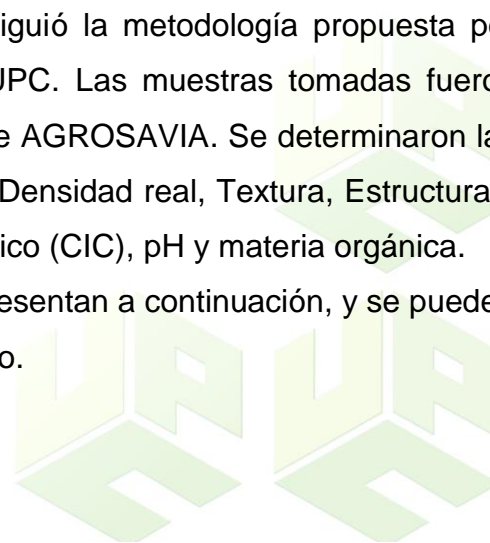 iguió la metodología propuesta p
UPC. Las muestras tomadas fuer
e AGROSAVIA. Se determinaron l
Densidad real, Textura, Estructura
ico (CIC), pH y materia orgánica.
esentan a continuación, y se puede
o.